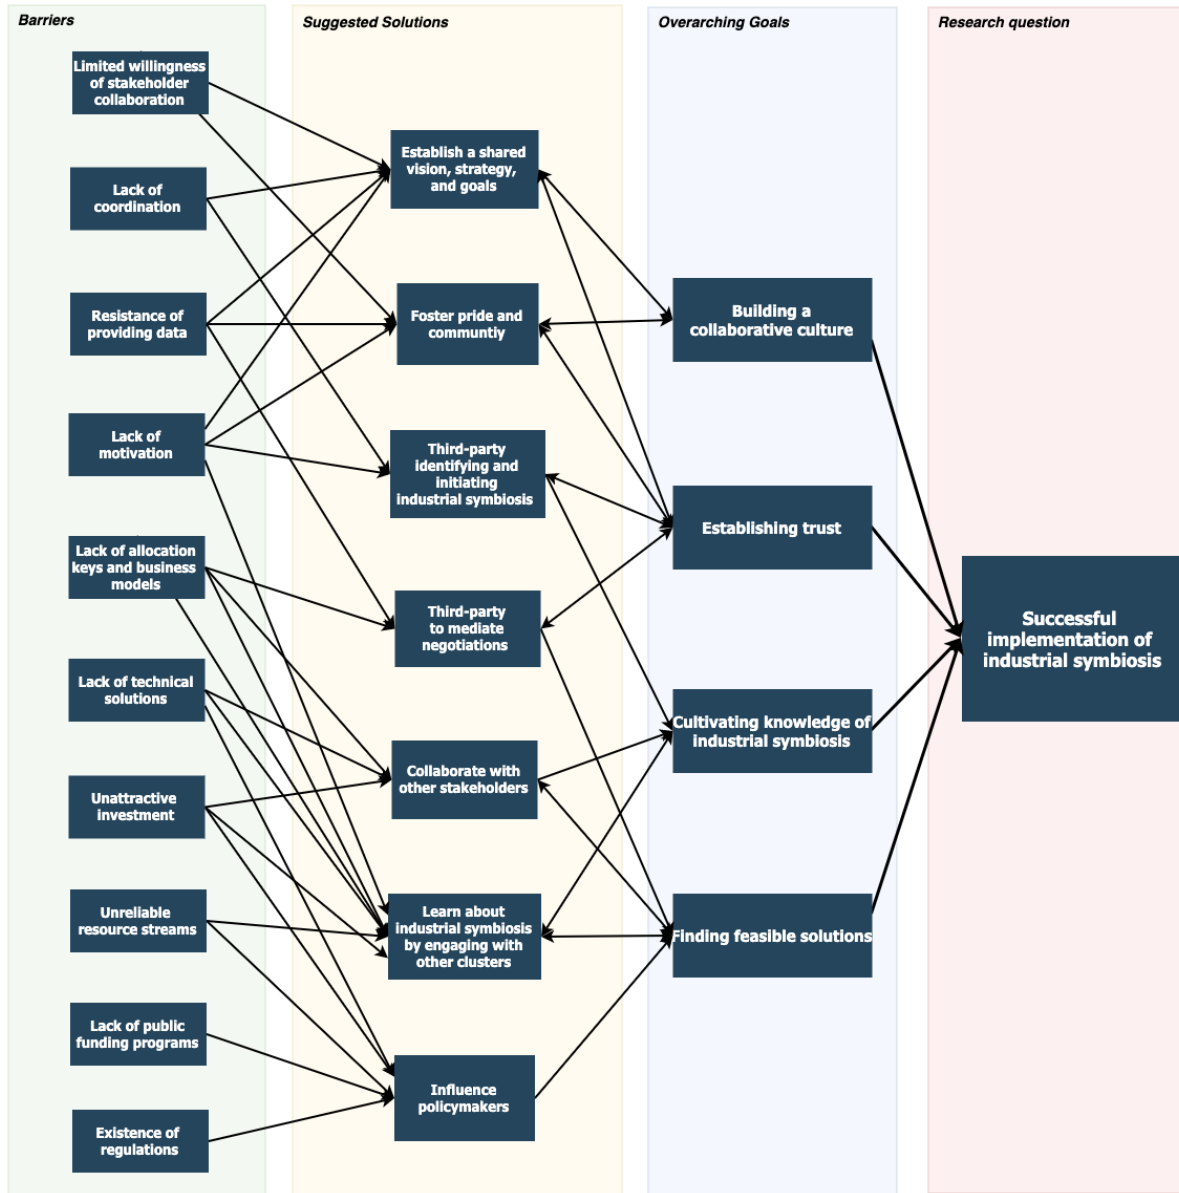 Barriers
Limited willingness
of stakeholder
collaboration
Lack of
coordination
Resistance of
providing data
Lack of
motivation
Lack of allocation
keys and business
models
Lack of technical
solutions
Unattractive
investment
Unreliable
resource streams
Lack of public
funding programs
Existence of
regulations
Suggested Solutions
Establish a shared
vision, strategy,
and goals
Foster pride and
communtiy
Third-party
identifying and
initiating
industrial symbiosis
Third-party
to mediate
negotiations
Collaborate with
other stakeholders
Learn about
industrial symbiosis
by engaging with
other clusters
Influence
policymakers
Overarching Goals
Building a
collaborative culture
Establishing trust
Cultivating knowledge of
industrial symbiosis
Finding feasible solutions
Research question
Successful
implementation of
industrial symbiosis